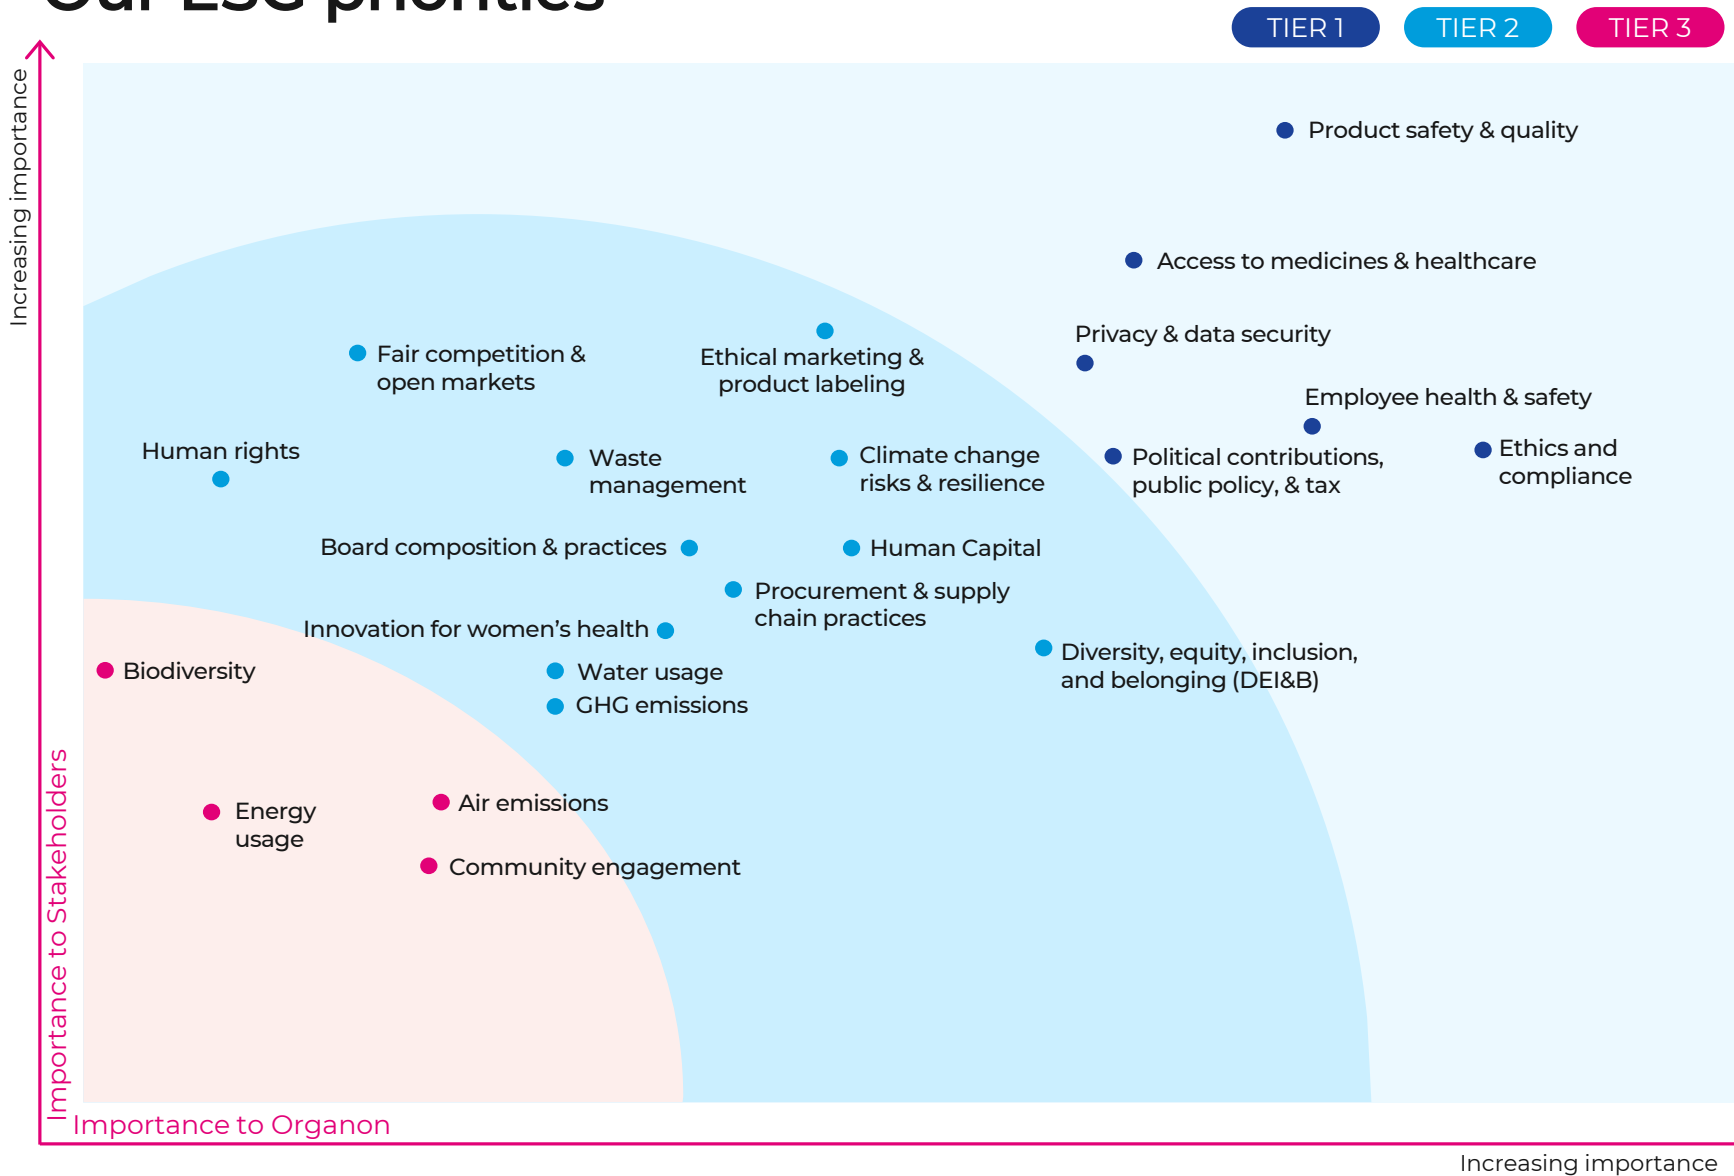 Our ESG priorities
TIER 1
TIER 2
TIER 3
Increasing importance
Product safety & quality
Access to medicines & healthcare
Privacy & data security
Fair competition &
open markets
Ethical marketing &
product labeling
Employee health & safety
Human rights
Waste
management
Climate change
risks & resilience
Political contributions,
public policy, & tax
Ethics and
compliance
Board composition & practices
Human Capital
Procurement & supply
chain practices
Innovation for women’s health
Diversity, equity, inclusion,
and belonging (DEI&B)
Biodiversity
Water usage
GHG emissions
Energy
usage
Air emissions
Community engagement
Importance to Stakeholders
Importance to Organon
Increasing importance